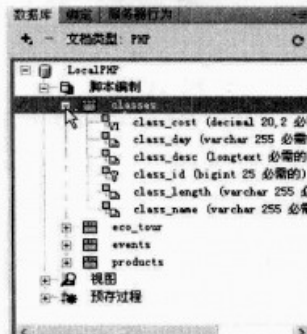 数据库 绑定 服务器行为
+ - 文档类型: PHP
LocalPHP
脚本编制
classes
class_cost (decimal 20,2 必
class_day (varchar 255 必需
class_desc (longtext 必需的)
class_id (bigint 25 必需的)
class_length (varchar 255 必
class_name (varchar 255 必需
eco_tour
events
products
视图
预存过程